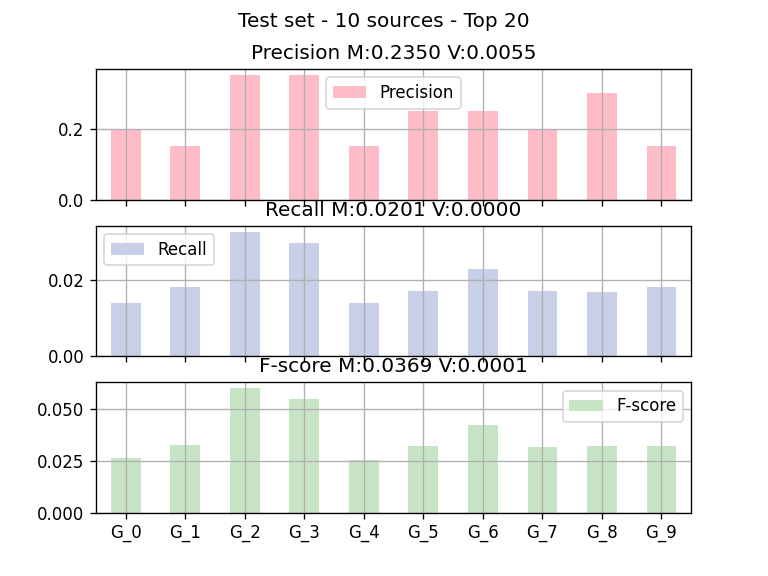 Test set - 10 sources - Top 20
Precision M:0.2350 V:0.0055
Precision
0.2
0.0
Recall M:0.0201 V:0.0000
Recall
0.02
0.00
F-score M:0.0369 V:0.0001
F-score
0.050
0.025
0.000
G_0 G_1 G_2 G_3 G_4 G_5 G_6 G_7 G_8 G_9